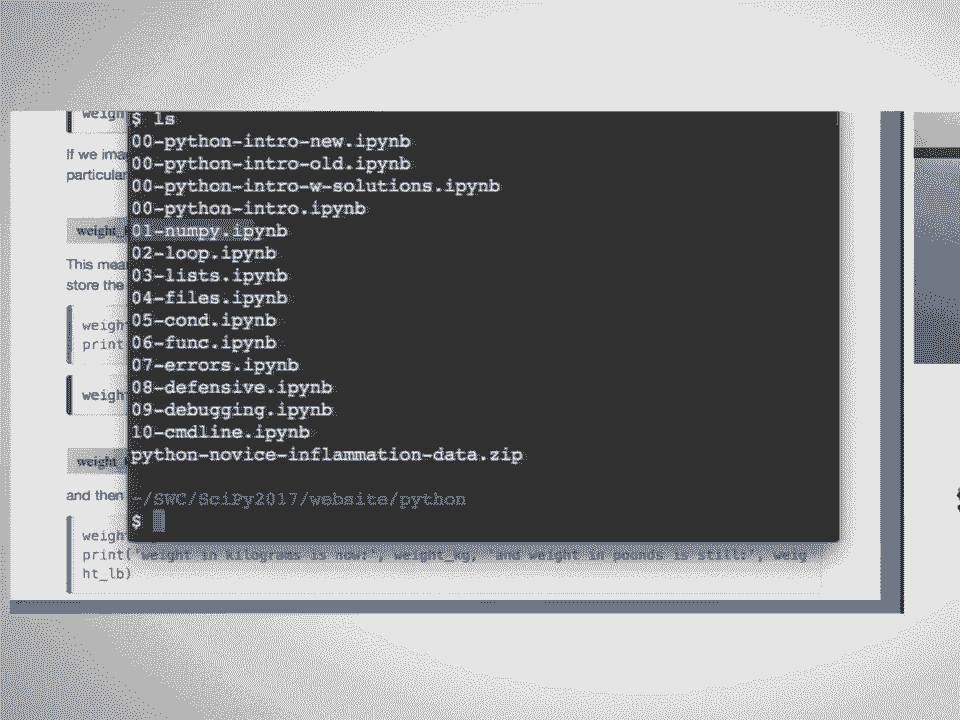 weigh
$ ls
00-python-intro-new.ipynb
If we ima
00-python-intro-old.ipynb
particular
00-python-intro-w-solutions.ipynb
00-python-intro.ipynb
weight_
01-numpy.ipynb
02-loop.ipynb
This mea
03-lists.ipynb
store the
04-files.ipynb
weigh
05-cond.ipynb
print
06-func.ipynb
07-errors.ipynb
weigh
08-defensive.ipynb
09-debugging.ipynb
10-cmdline.ipynb
weight_
python-novice-inflammation-data.zip
and then
~/SWC/SciPy2017/website/python
$
weigh
print('weight in kilograms is now:', weight_kg, 'and weight in pounds is still:', weig
ht_lb)